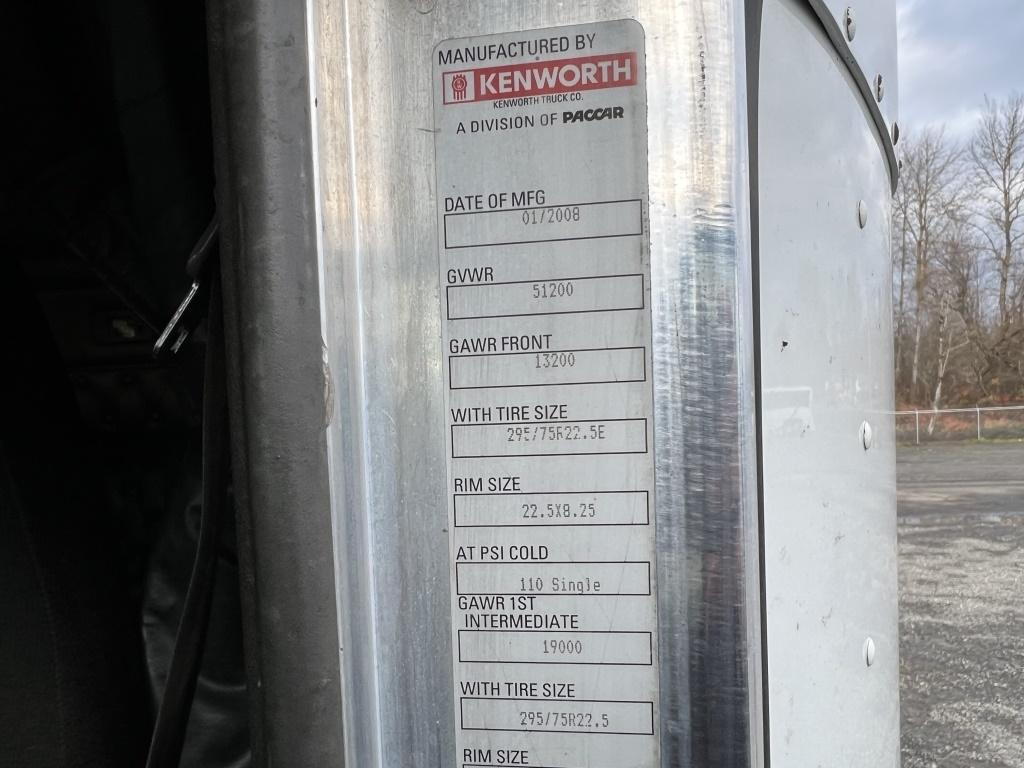 MANUFACTURED BY
KENWORTH
KENWORTH TRUCK CO.
A DIVISION OF PACCAR
DATE OF MFG
01/2008
GVWR
51200
GAWR FRONT
13200
WITH TIRE SIZE
295/75R22.5E
RIM SIZE
22.5X8.25
AT PSI COLD
110 Single
GAWR 1ST
INTERMEDIATE
19000
WITH TIRE SIZE
295/75R22.5
RIM SIZE